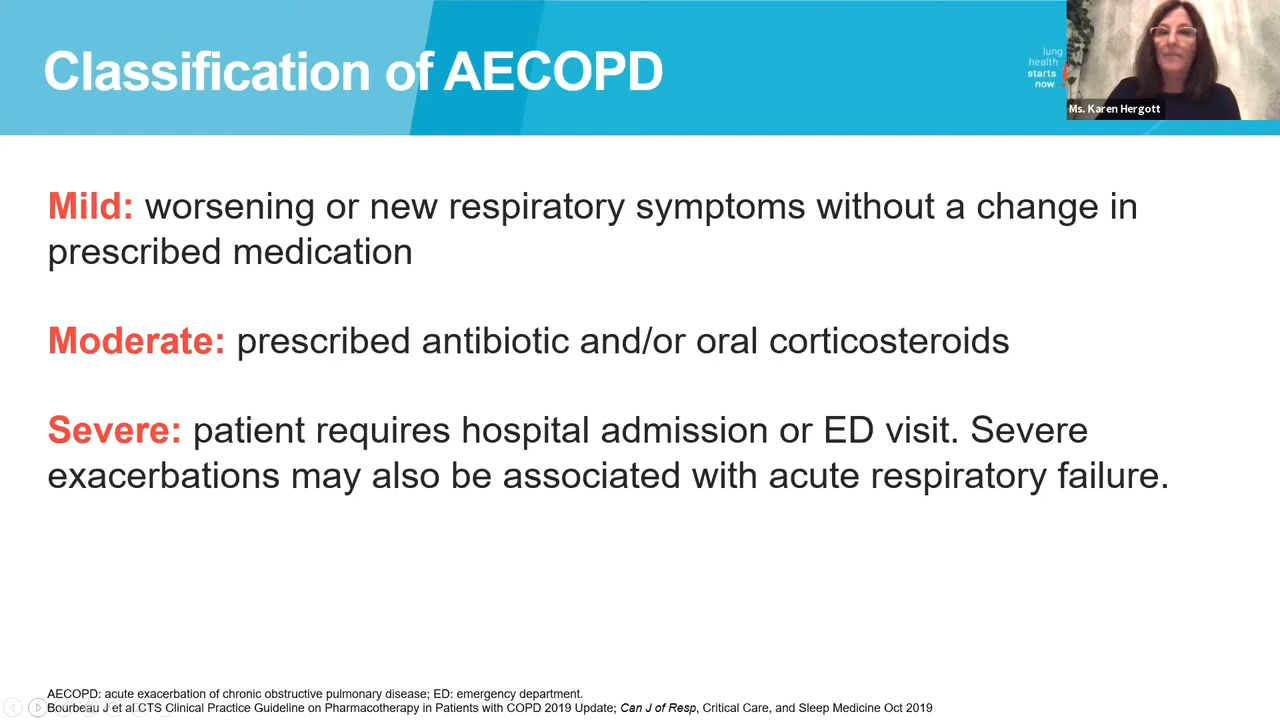 Classification of AECOPD
lung
health
starts
now
Ms. Karen Hergott
Mild: worsening or new respiratory symptoms without a change in
prescribed medication
Moderate: prescribed antibiotic and/or oral corticosteroids
Severe: patient requires hospital admission or ED visit. Severe
exacerbations may also be associated with acute respiratory failure.
AECOPD: acute exacerbation of chronic obstructive pulmonary disease; ED: emergency department.
Bourbeau J et al CTS Clinical Practice Guideline on Pharmacotherapy in Patients with COPD 2019 Update; Can J of Resp, Critical Care, and Sleep Medicine Oct 2019